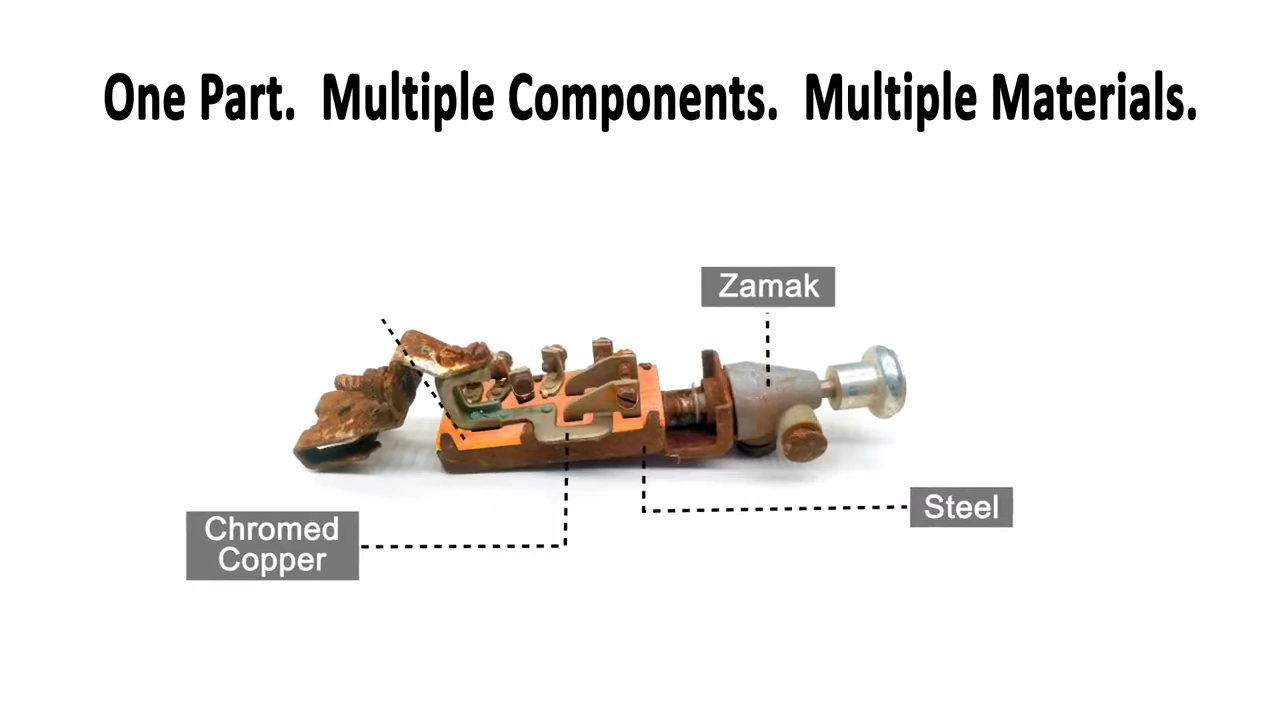 One Part.  Multiple Components.  Multiple Materials.
Zamak
Steel
Chromed
Copper